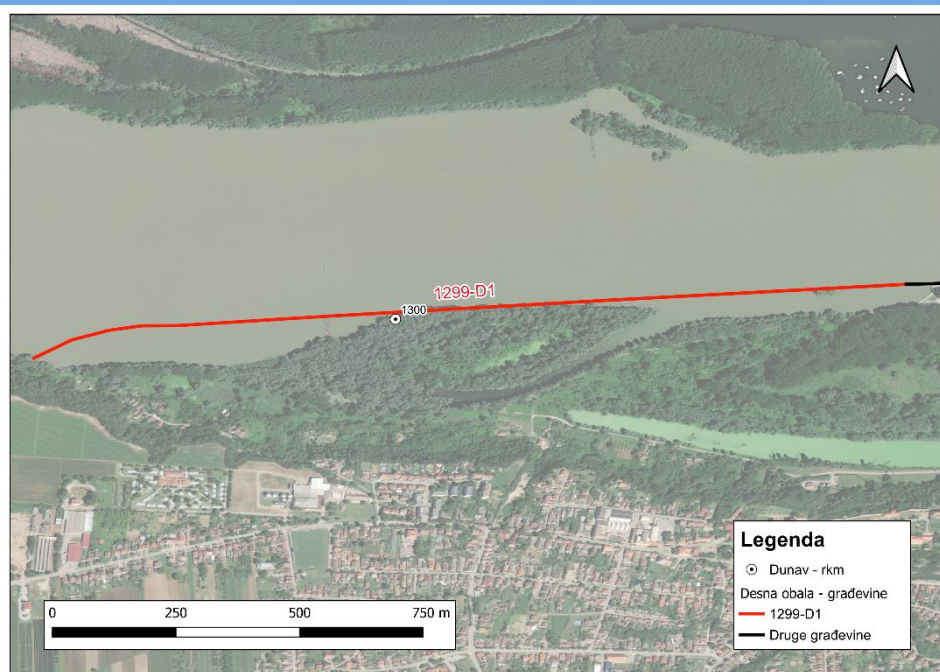 1299-D1
1300
Legenda
Dunav - rkm
Desna obala - građevine
1299-D1
Druge građevine
0 250 500 750 m